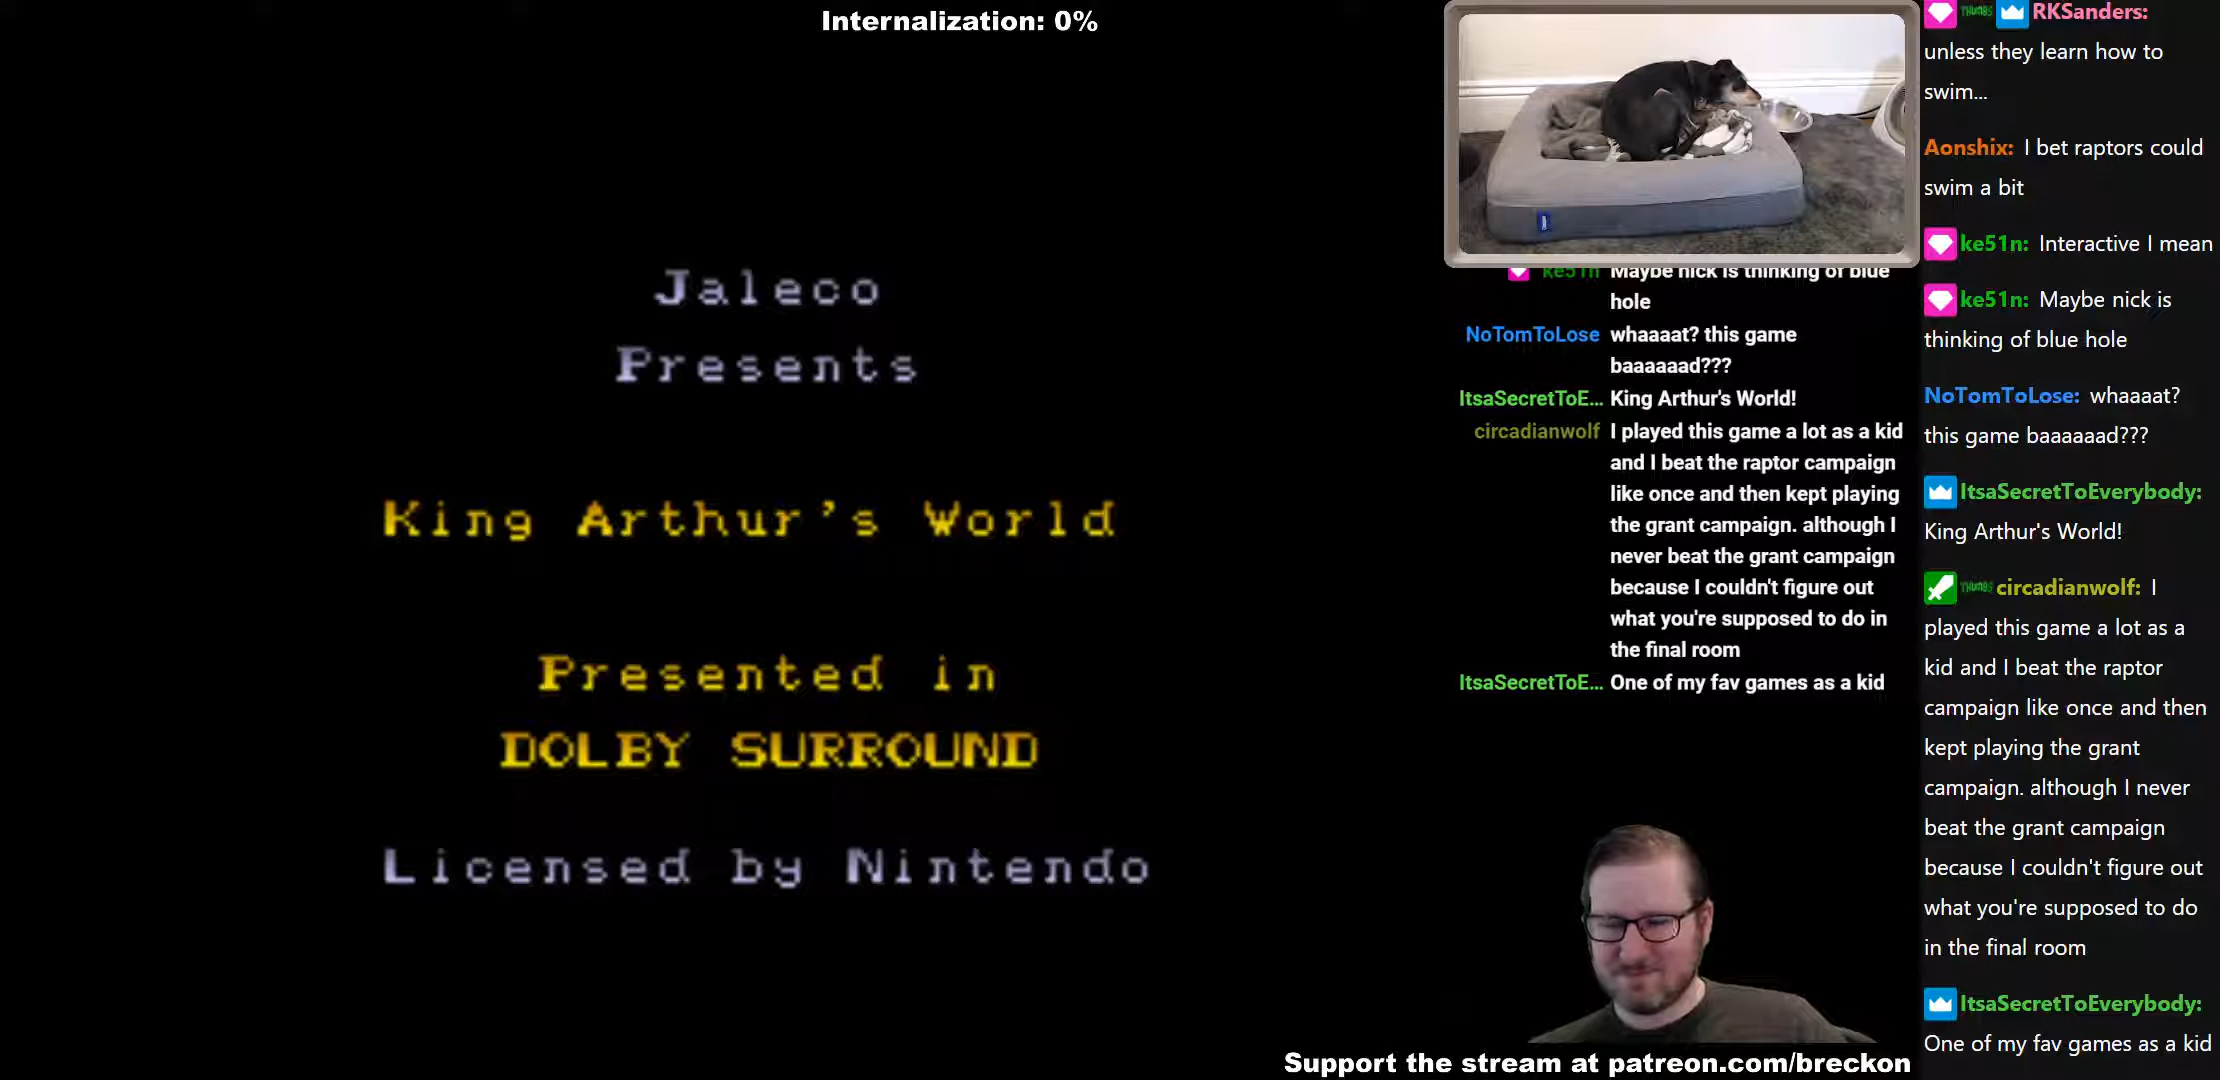 Internalization: 0%
Jaleco
Presents
King Arthur's World
Presented in
DOLBY SURROUND
Licensed by Nintendo
ke51n Maybe nick is thinking of blue
hole
NoTomToLose whaaaat? this game
baaaaaad???
ItsaSecretToE... King Arthur's World!
circadianwolf I played this game a lot as a kid
and I beat the raptor campaign
like once and then kept playing
the grant campaign. although I
never beat the grant campaign
because I couldn't figure out
what you're supposed to do in
the final room
ItsaSecretToE... One of my fav games as a kid
Support the stream at patreon.com/breckon
THUMBS RKSanders:
unless they learn how to
swim...
Aonshix: I bet raptors could
swim a bit
ke51n: Interactive I mean
ke51n: Maybe nick is
thinking of blue hole
NoTomToLose: whaaaat?
this game baaaaaad???
ItsaSecretToEverybody:
King Arthur's World!
THUMBS circadianwolf: I
played this game a lot as a
kid and I beat the raptor
campaign like once and then
kept playing the grant
campaign. although I never
beat the grant campaign
because I couldn't figure out
what you're supposed to do
in the final room
ItsaSecretToEverybody:
One of my fav games as a kid